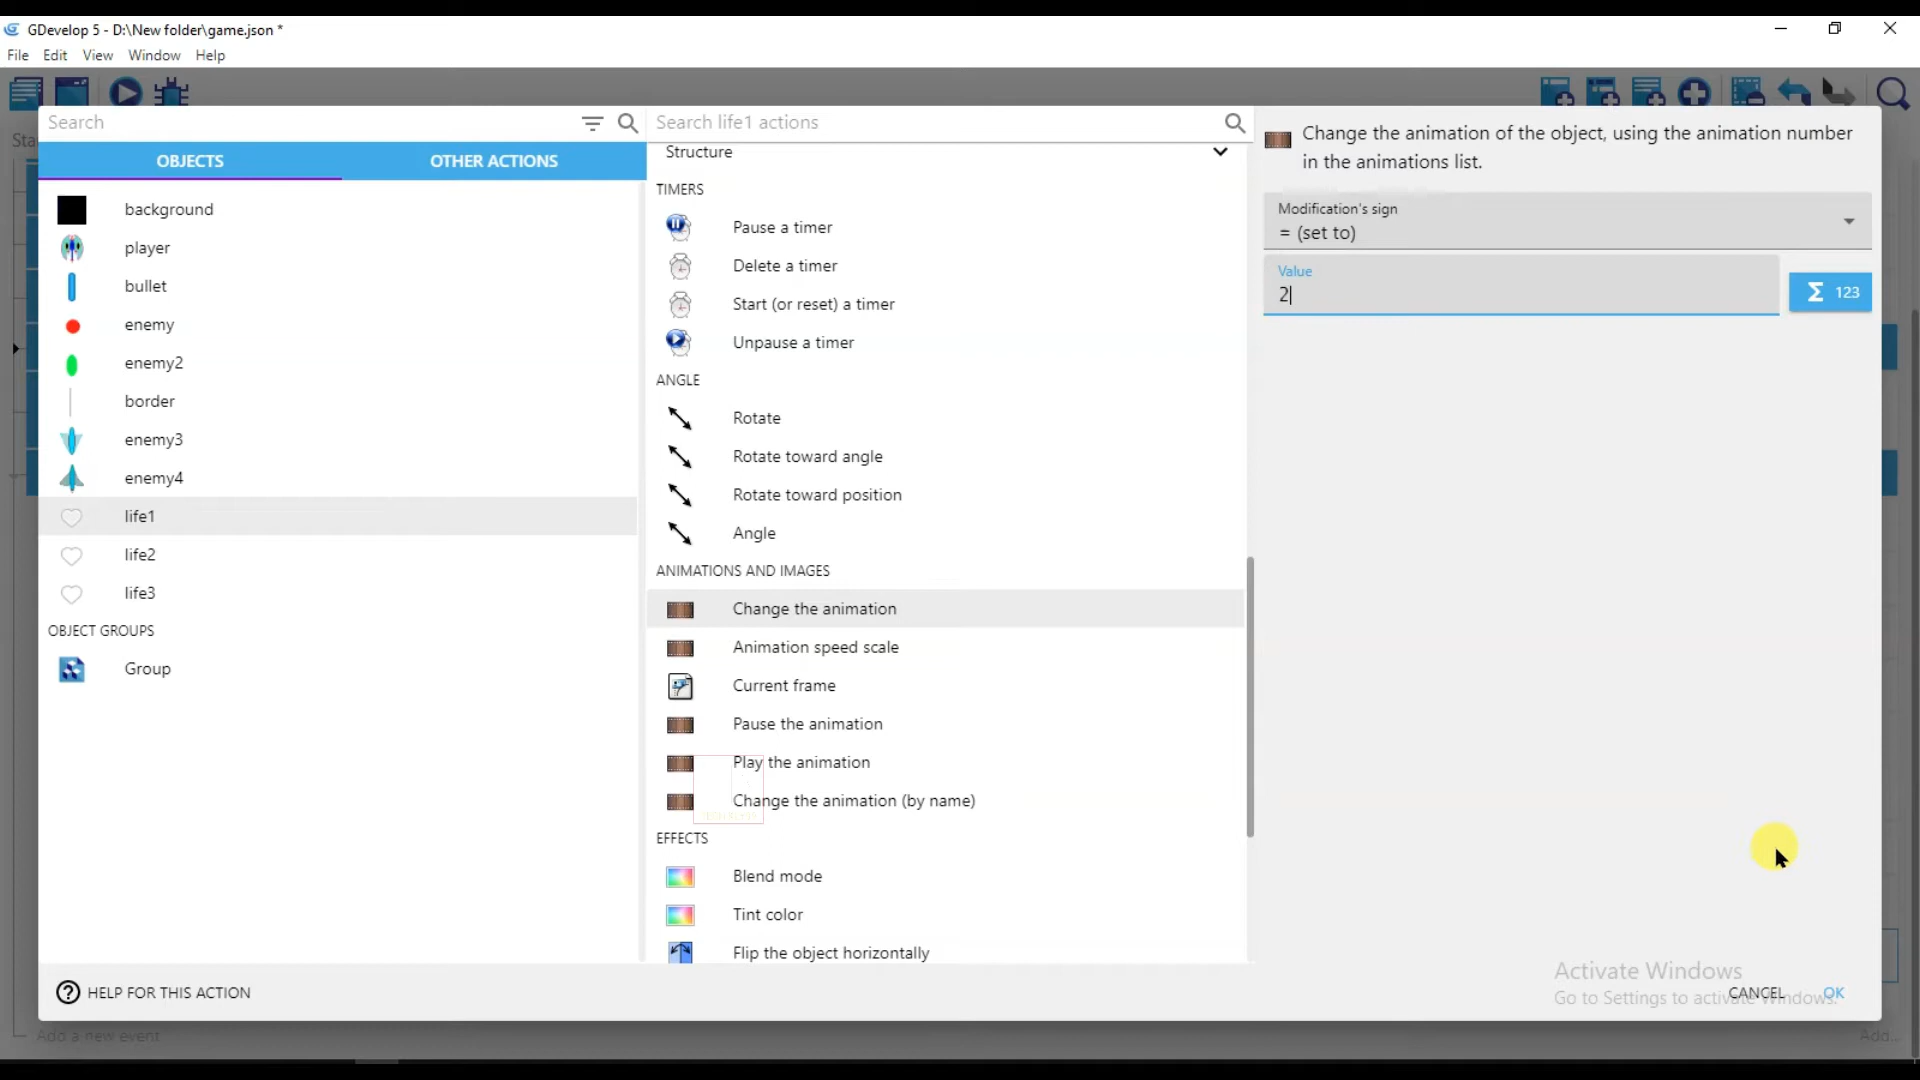 GDevelop 5 - D:\New folder\game.json *
File Edit View Window Help
Search
Search life1 actions
OBJECTS
OTHER ACTIONS
background
player
bullet
enemy
enemy2
border
enemy3
enemy4
life1
life2
life3
OBJECT GROUPS
Group
Structure
TIMERS
Pause a timer
Delete a timer
Start (or reset) a timer
Unpause a timer
ANGLE
Rotate
Rotate toward angle
Rotate toward position
Angle
ANIMATIONS AND IMAGES
Change the animation
Animation speed scale
Current frame
Pause the animation
Play the animation
Change the animation (by name)
EFFECTS
Blend mode
Tint color
Flip the object horizontally
Change the animation of the object, using the animation number
in the animations list.
Modification's sign
= (set to)
Value
2
Σ 123
HELP FOR THIS ACTION
Activate Windows
Go to Settings to activate Windows.
CANCEL
OK
Add a new event
Add...